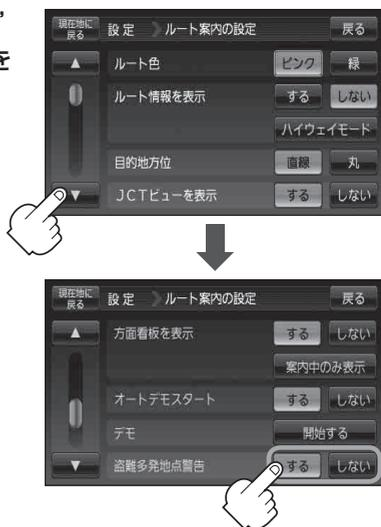 を
現在地に
戻る
設定 ルート案内の設定 戻る
▲ ルート色 ピンク 緑
ルート情報を表示 する しない
ハイウェイモード
目的地方位 直線 丸
▼ JCTビューを表示 する しない
現在地に
戻る
設定 ルート案内の設定 戻る
▲ 方面看板を表示 する しない
案内中のみ表示
オートデモスタート する しない
デモ 開始する
▼ 盗難多発地点警告 する しない